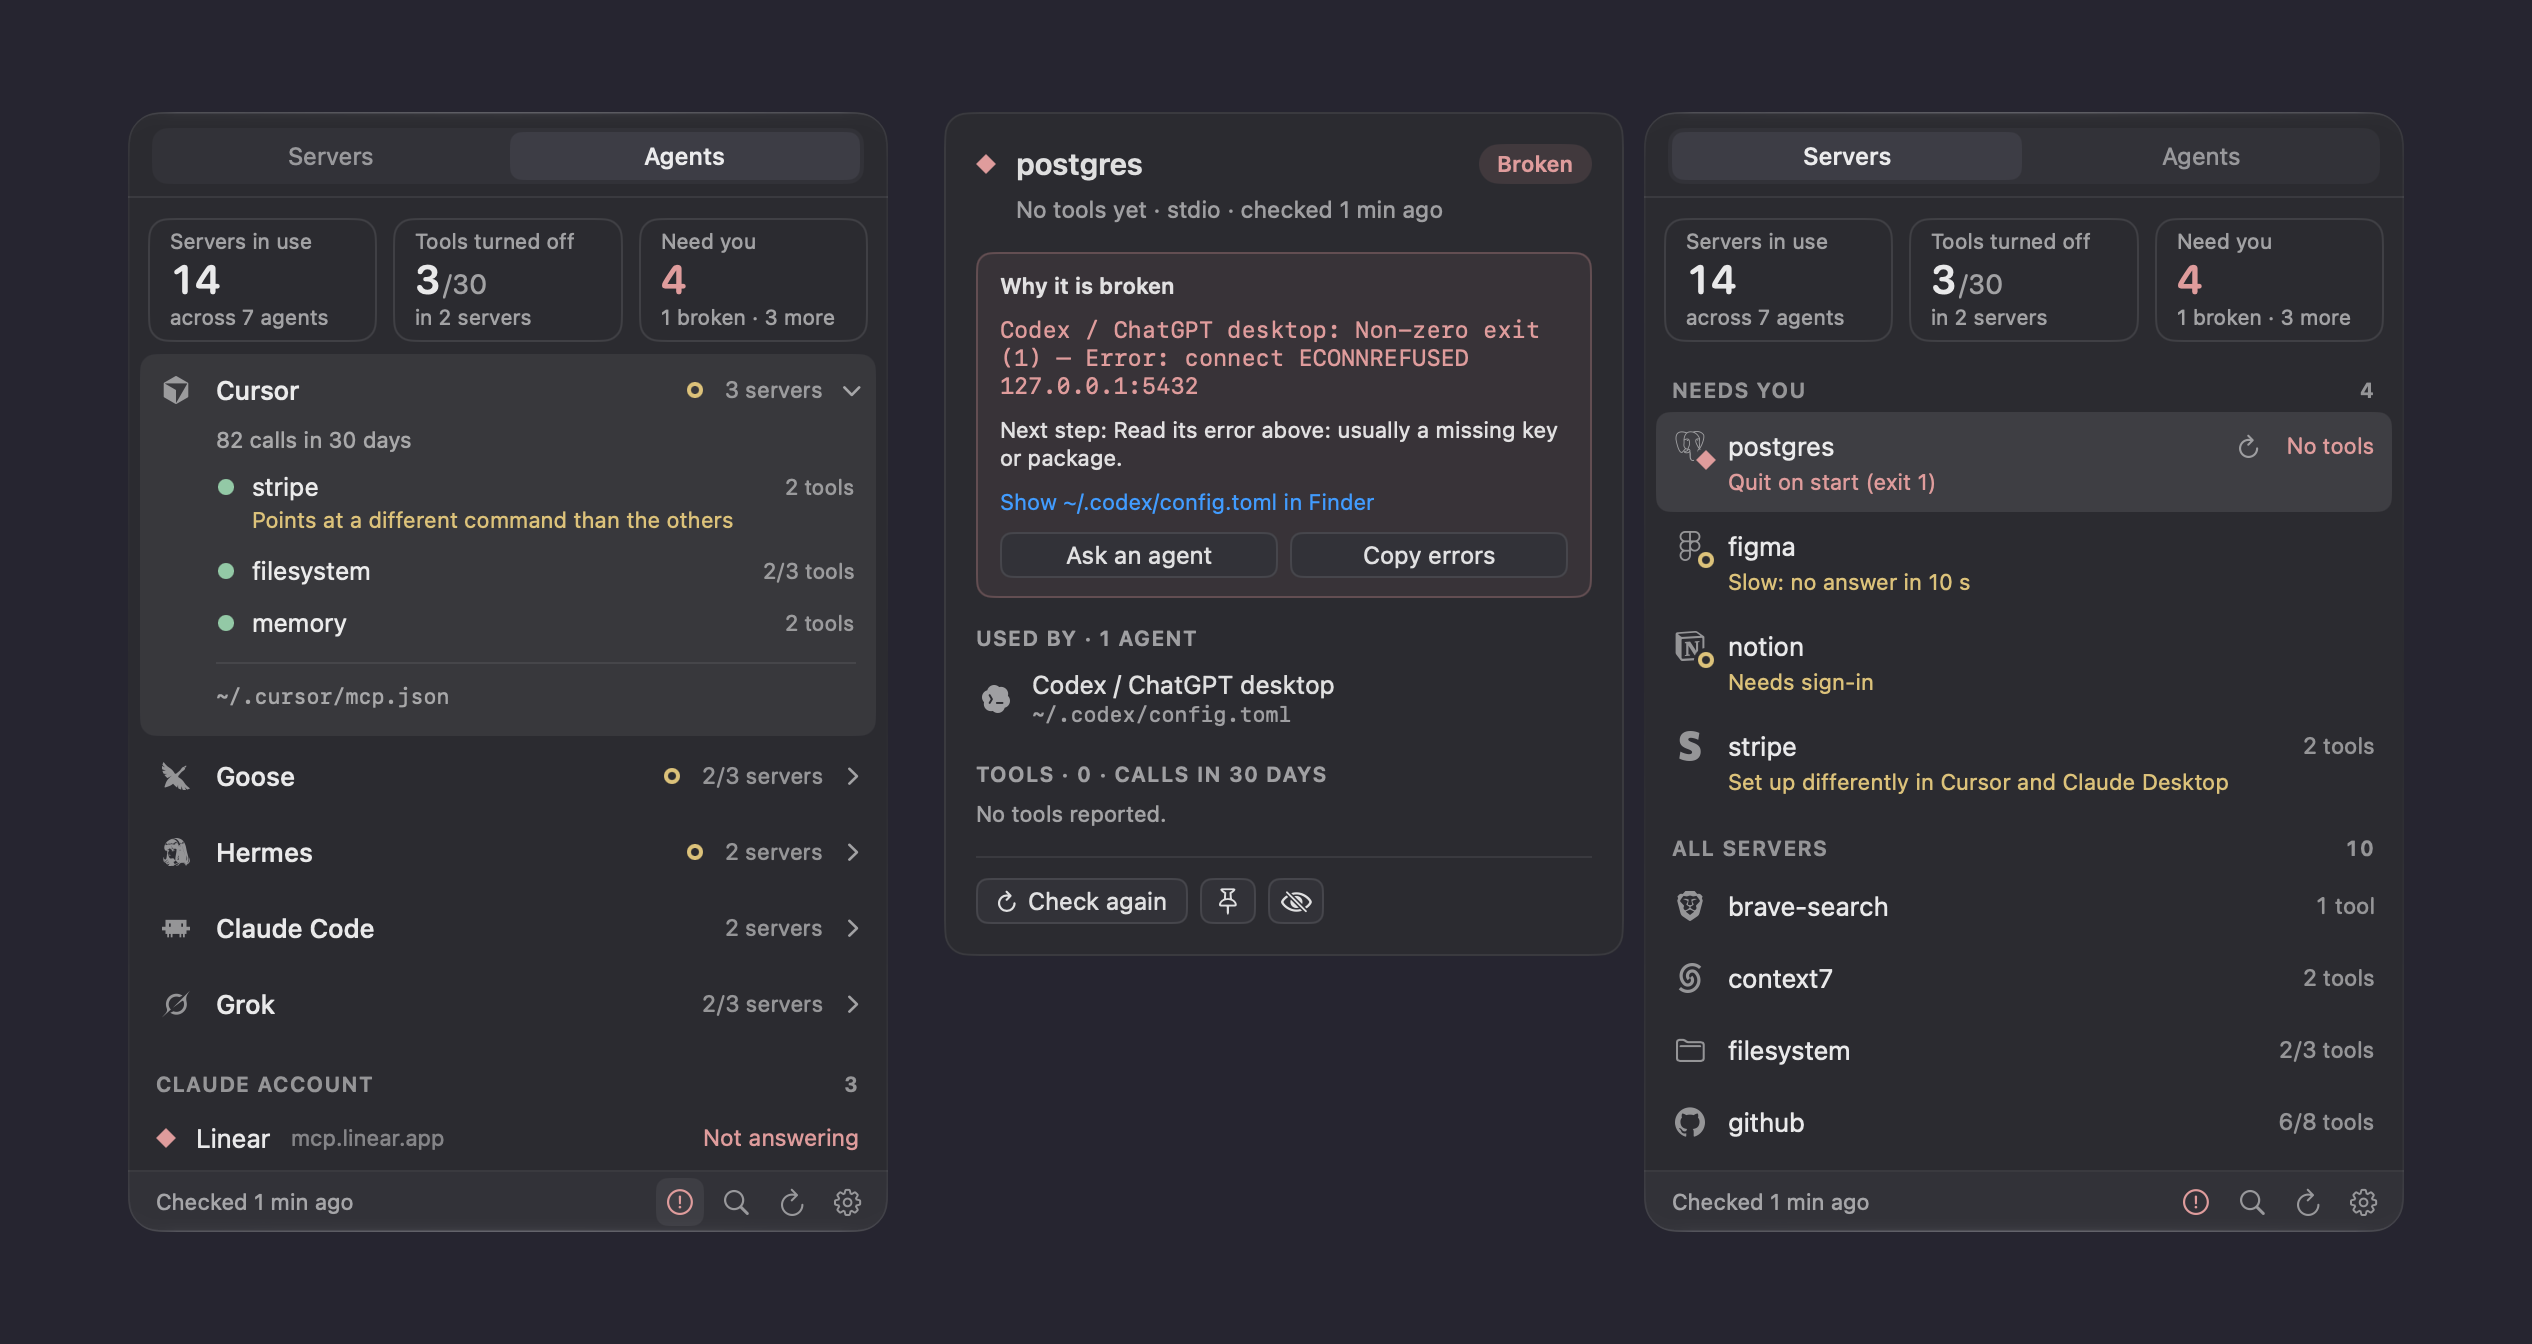 Servers
Agents
Servers in use
14
across 7 agents
Tools turned off
3/30
in 2 servers
Need you
4
1 broken · 3 more
Cursor
3 servers
82 calls in 30 days
stripe
2 tools
Points at a different command than the others
filesystem
2/3 tools
memory
2 tools
~/.cursor/mcp.json
Goose
2/3 servers
Hermes
2 servers
Claude Code
2 servers
Grok
2/3 servers
CLAUDE ACCOUNT
3
Linear mcp.linear.app
Not answering
Checked 1 min ago
postgres
Broken
No tools yet · stdio · checked 1 min ago
Why it is broken
Codex / ChatGPT desktop: Non-zero exit
(1) — Error: connect ECONNREFUSED
127.0.0.1:5432
Next step: Read its error above: usually a missing key
or package.
Show ~/.codex/config.toml in Finder
Ask an agent
Copy errors
USED BY · 1 AGENT
Codex / ChatGPT desktop
~/.codex/config.toml
TOOLS · 0 · CALLS IN 30 DAYS
No tools reported.
Check again
Servers
Agents
Servers in use
14
across 7 agents
Tools turned off
3/30
in 2 servers
Need you
4
1 broken · 3 more
NEEDS YOU
4
postgres
No tools
Quit on start (exit 1)
figma
Slow: no answer in 10 s
notion
Needs sign-in
stripe
2 tools
Set up differently in Cursor and Claude Desktop
ALL SERVERS
10
brave-search
1 tool
context7
2 tools
filesystem
2/3 tools
github
6/8 tools
Checked 1 min ago